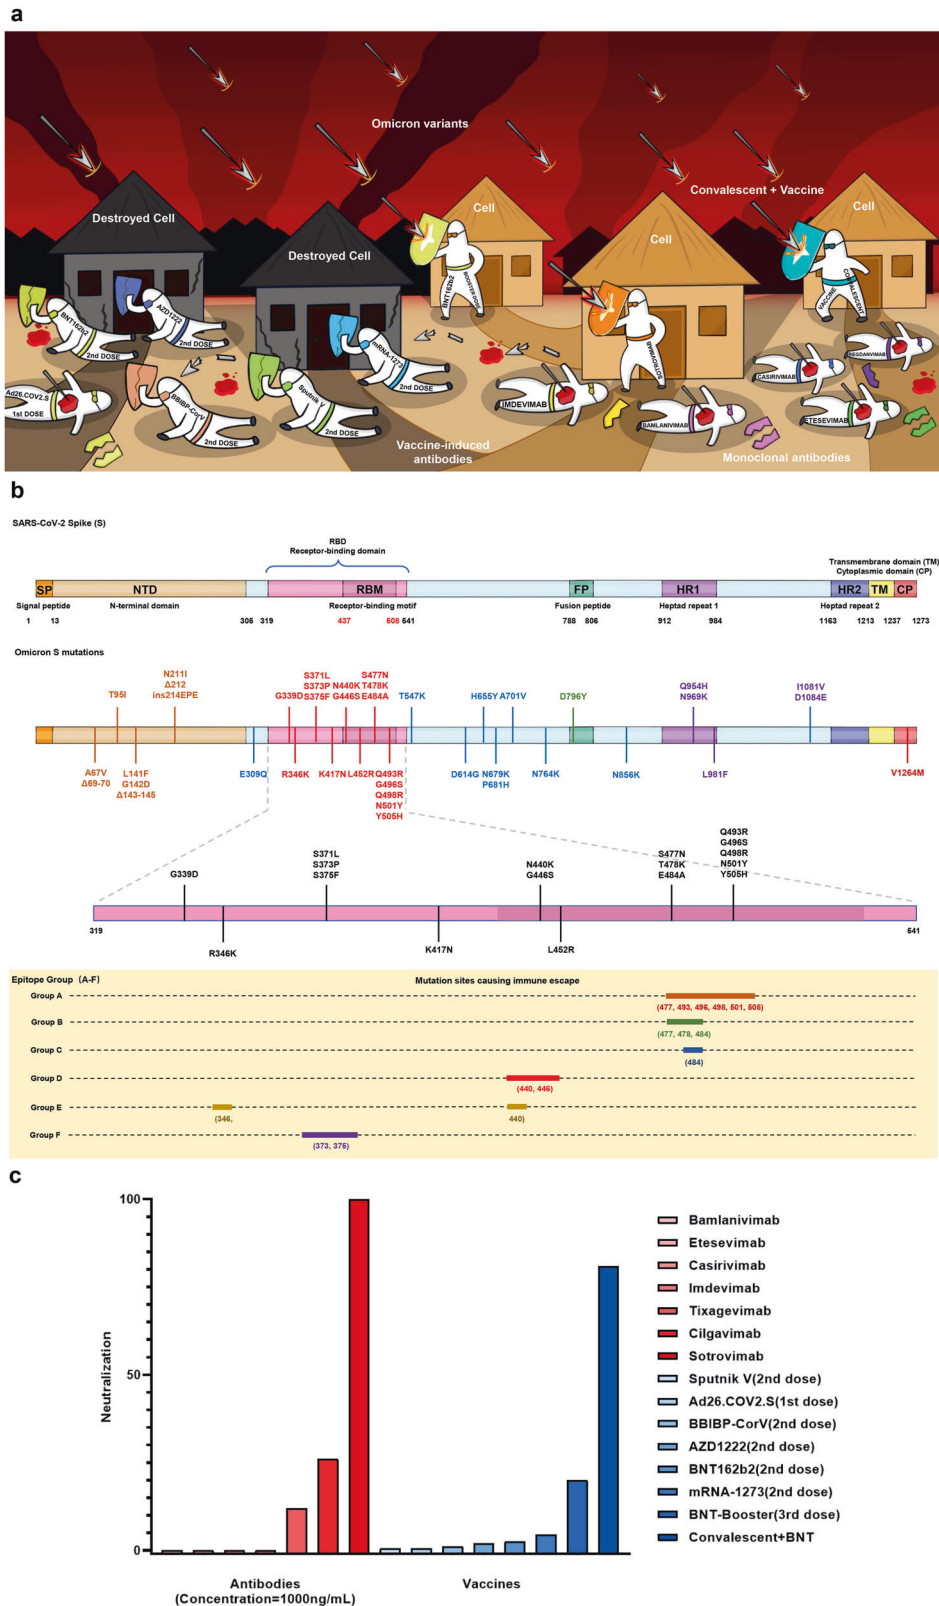 a
Omicron variants
Convalescent + Vaccine
Destroyed Cell
Cell
Cell
Destroyed Cell
Cell
BNT162b2
BOOSTER DOSE
VACCINE
CONVALESCENT
BNT162b2
2nd DOSE
AZD1222
2nd DOSE
mRNA-1273
2nd DOSE
SOTROVIMAB
REGDANVIMAB
CASIRIVIMAB
Ad26.COV2.S
1st DOSE
BBIBP-CorV
2nd DOSE
Sputnik V
2nd DOSE
IMDEVIMAB
BAMLANIVIMAB
ETESEVIMAB
Vaccine-induced
antibodies
Monoclonal antibodies
b
SARS-CoV-2 Spike (S)
RBD
Receptor-binding domain
Transmembrane domain (TM)
Cytoplasmic domain (CP)
SP NTD RBM FP HR1 HR2 TM CP
Signal peptide N-terminal domain Receptor-binding motif Fusion peptide Heptad repeat 1 Heptad repeat 2
1 13 305 319 437 508 541 788 806 912 984 1163 1213 1237 1273
Omicron S mutations
T95I
N211I
Δ212
ins214EPE
G339D
S371L
S373P
S375F
N440K
G446S
S477N
T478K
E484A
T547K
H655Y
A701V
D796Y
Q954H
N969K
I1081V
D1084E
A67V
Δ69-70
L141F
G142D
Δ143-145
E309Q
R346K
K417N
L452R
Q493R
G496S
Q498R
N501Y
Y505H
D614G
N679K
P681H
N764K
N856K
L981F
V1264M
G339D
S371L
S373P
S375F
N440K
G446S
S477N
T478K
E484A
Q493R
G496S
Q498R
N501Y
Y505H
319
541
R346K
K417N
L452R
Epitope Group (A-F)
Mutation sites causing immune escape
Group A
(477, 493, 496, 498, 501, 505)
Group B
(477, 478, 484)
Group C
(484)
Group D
(440, 446)
Group E
(346,
440)
Group F
(373, 375)
c
Neutralization
100
50
0
Antibodies
(Concentration=1000ng/mL)
Vaccines
Bamlanivimab
Etesevimab
Casirivimab
Imdevimab
Tixagevimab
Cilgavimab
Sotrovimab
Sputnik V(2nd dose)
Ad26.COV2.S(1st dose)
BBIBP-CorV(2nd dose)
AZD1222(2nd dose)
BNT162b2(2nd dose)
mRNA-1273(2nd dose)
BNT-Booster(3rd dose)
Convalescent+BNT